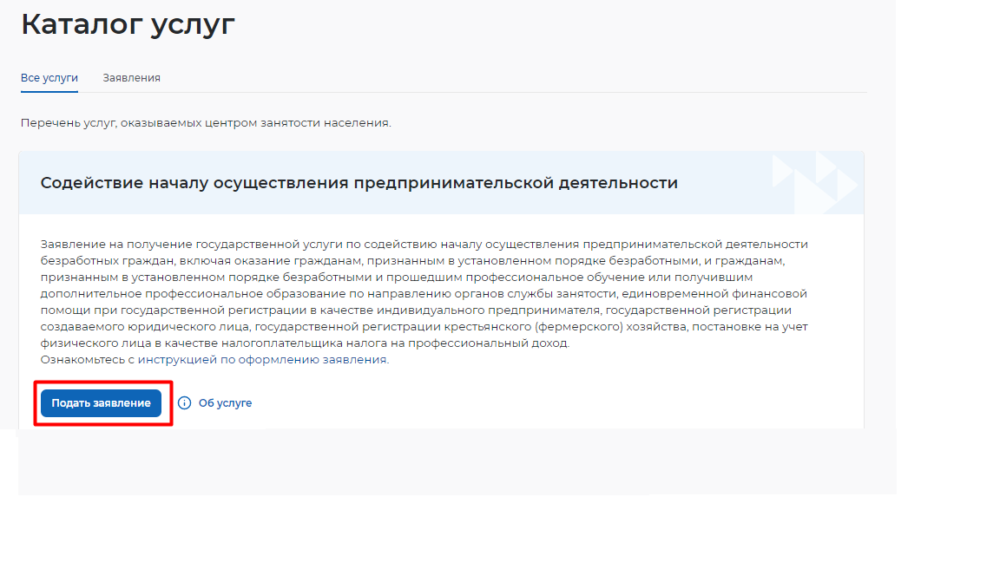 Каталог услуг
Все услуги Заявления
Перечень услуг, оказываемых центром занятости населения.
Содействие началу осуществления предпринимательской деятельности
Заявление на получение государственной услуги по содействию началу осуществления предпринимательской деятельности
безработных граждан, включая оказание гражданам, признанным в установленном порядке безработными, и гражданам,
признанным в установленном порядке безработными и прошедшим профессиональное обучение или получившим
дополнительное профессиональное образование по направлению органов службы занятости, единовременной финансовой
помощи при государственной регистрации в качестве индивидуального предпринимателя, государственной регистрации
создаваемого юридического лица, государственной регистрации крестьянского (фермерского) хозяйства, постановке на учет
физического лица в качестве налогоплательщика налога на профессиональный доход.
Ознакомьтесь с инструкцией по оформлению заявления.
Подать заявление Об услуге